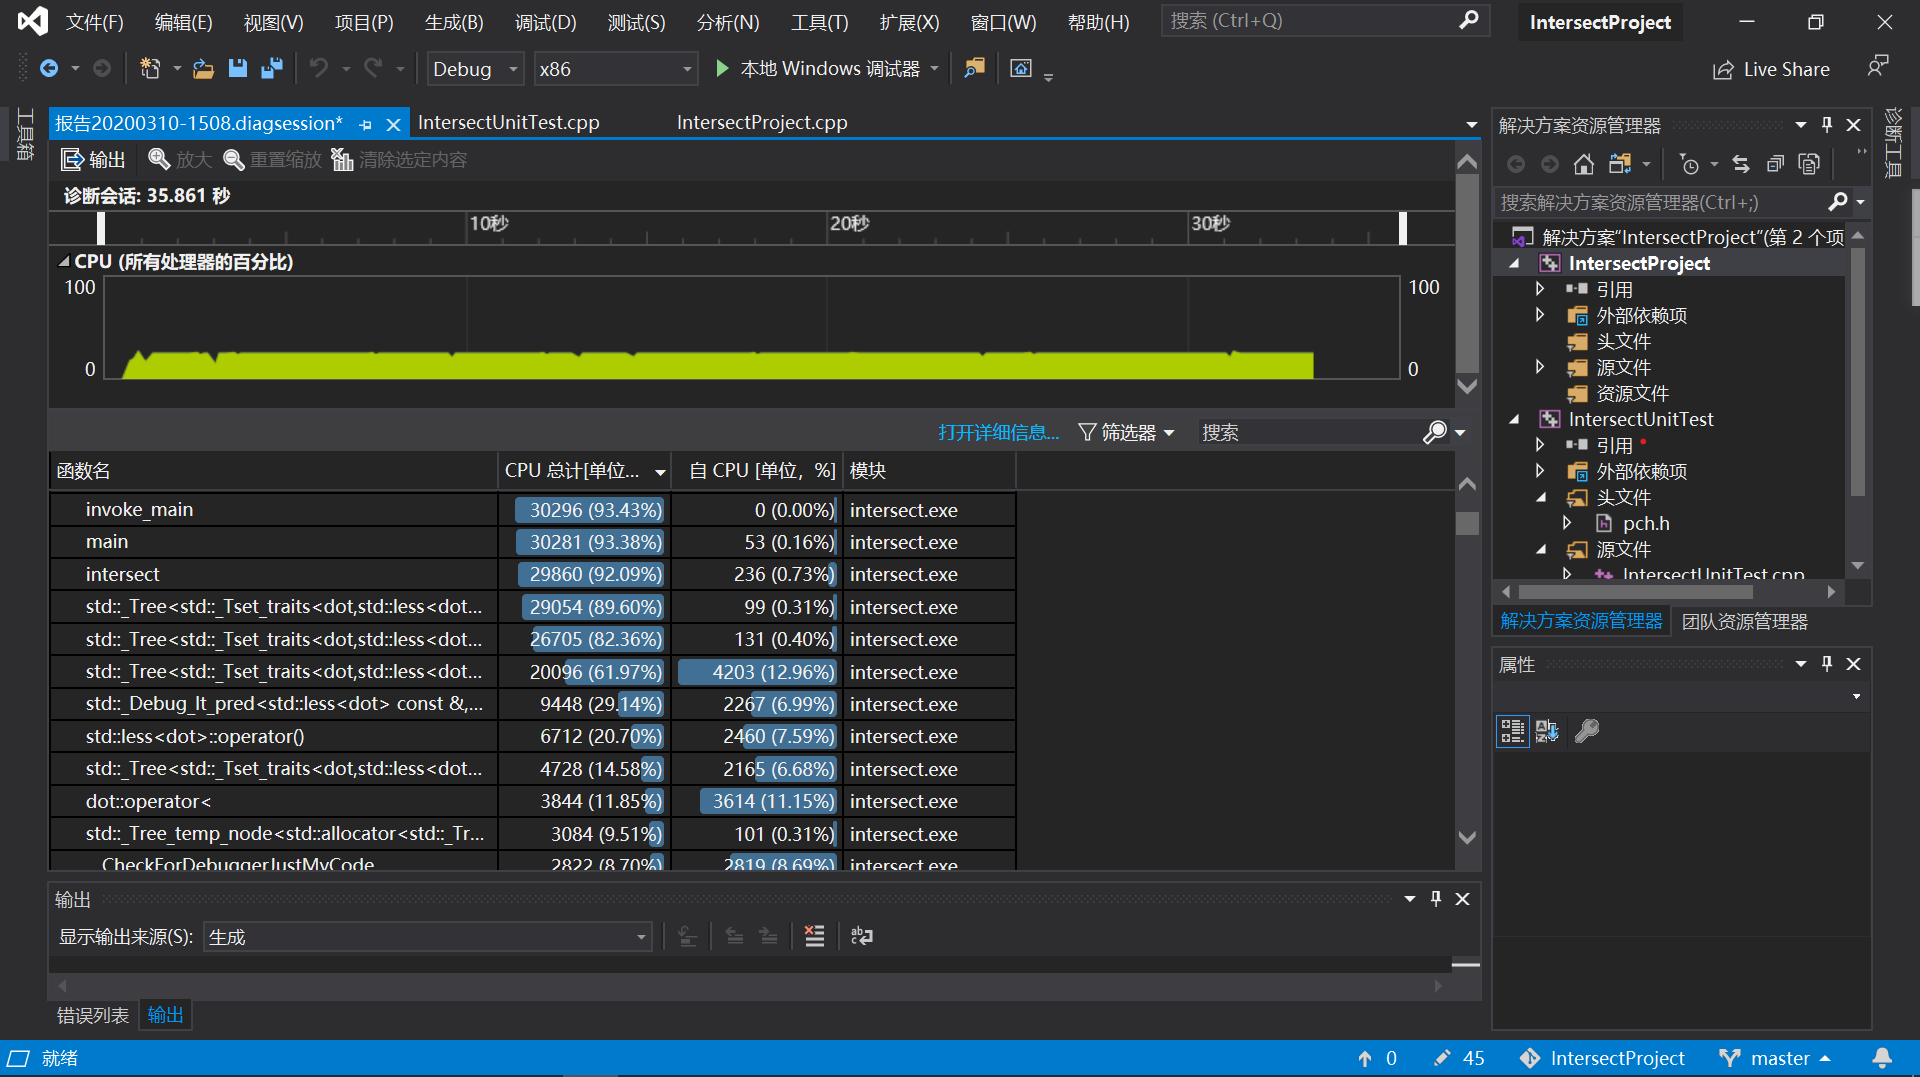 文件(F) 编辑(E) 视图(V) 项目(P) 生成(B) 调试(D) 测试(S) 分析(N) 工具(T) 扩展(X) 窗口(W) 帮助(H) 搜索 (Ctrl+Q) IntersectProject
Debug x86 本地 Windows 调试器 Live Share
工具箱
报告20200310-1508.diagsession* IntersectUnitTest.cpp IntersectProject.cpp
输出 放大 重置缩放 清除选定内容
诊断会话: 35.861 秒
10秒 20秒 30秒
CPU (所有处理器的百分比)
100 100
0 0
打开详细信息... 筛选器 搜索
函数名 CPU 总计[单位... 自 CPU [单位, %] 模块
invoke_main 30296 (93.43%) 0 (0.00%) intersect.exe
main 30281 (93.38%) 53 (0.16%) intersect.exe
intersect 29860 (92.09%) 236 (0.73%) intersect.exe
std::_Tree<std::_Tset_traits<dot,std::less<dot... 29054 (89.60%) 99 (0.31%) intersect.exe
std::_Tree<std::_Tset_traits<dot,std::less<dot... 26705 (82.36%) 131 (0.40%) intersect.exe
std::_Tree<std::_Tset_traits<dot,std::less<dot... 20096 (61.97%) 4203 (12.96%) intersect.exe
std::_Debug_lt_pred<std::less<dot> const &,... 9448 (29.14%) 2267 (6.99%) intersect.exe
std::less<dot>::operator() 6712 (20.70%) 2460 (7.59%) intersect.exe
std::_Tree<std::_Tset_traits<dot,std::less<dot... 4728 (14.58%) 2165 (6.68%) intersect.exe
dot::operator< 3844 (11.85%) 3614 (11.15%) intersect.exe
std::_Tree_temp_node<std::allocator<std::_Tr... 3084 (9.51%) 101 (0.31%) intersect.exe
__CheckForDebuggerJustMyCode 2822 (8.70%) 2819 (8.69%) intersect.exe
输出
显示输出来源(S): 生成
错误列表 输出
解决方案资源管理器
搜索解决方案资源管理器(Ctrl+;)
解决方案"IntersectProject"(第 2 个项
IntersectProject
引用
外部依赖项
头文件
源文件
资源文件
IntersectUnitTest
引用
外部依赖项
头文件
pch.h
源文件
IntersectUnitTest.cpp
解决方案资源管理器 团队资源管理器
属性
诊断工具
就绪 0 45 IntersectProject master